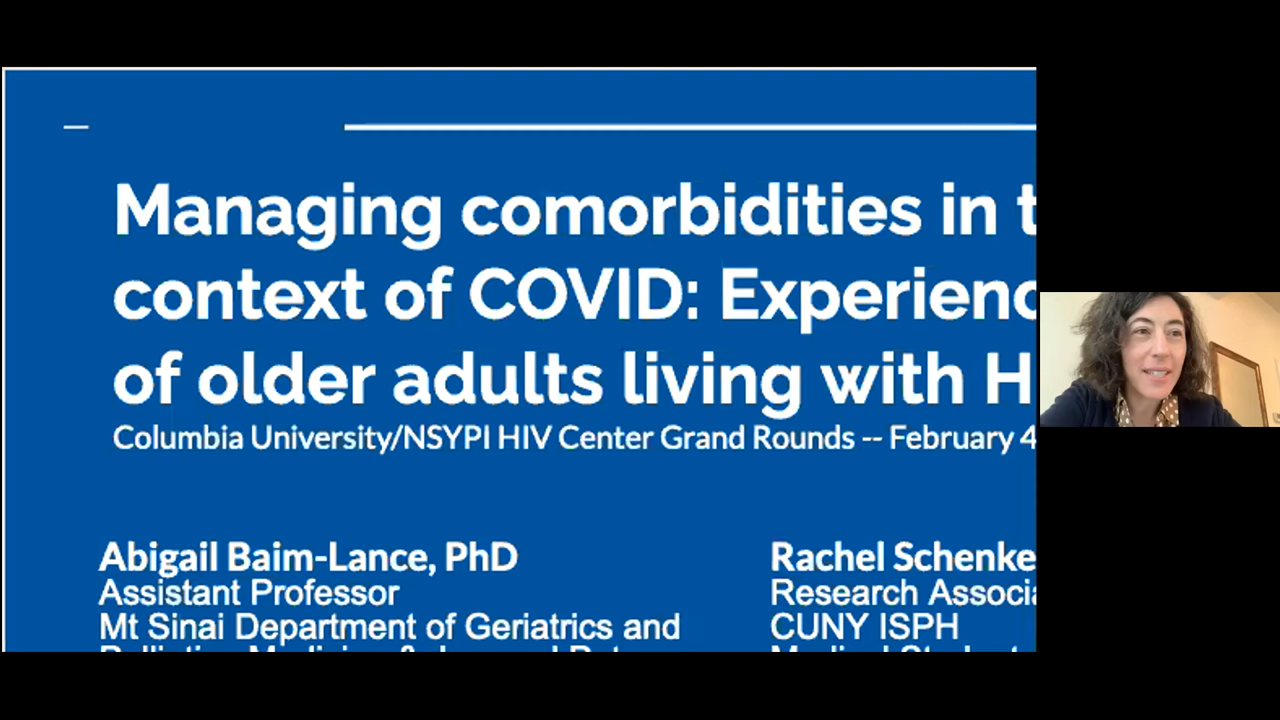 Managing comorbidities in t
context of COVID: Experienc
of older adults living with H
Columbia University/NSYPI HIV Center Grand Rounds -- February 4
Abigail Baim-Lance, PhD
Assistant Professor
Mt Sinai Department of Geriatrics and
Rachel Schenke
Research Associa
CUNY ISPH